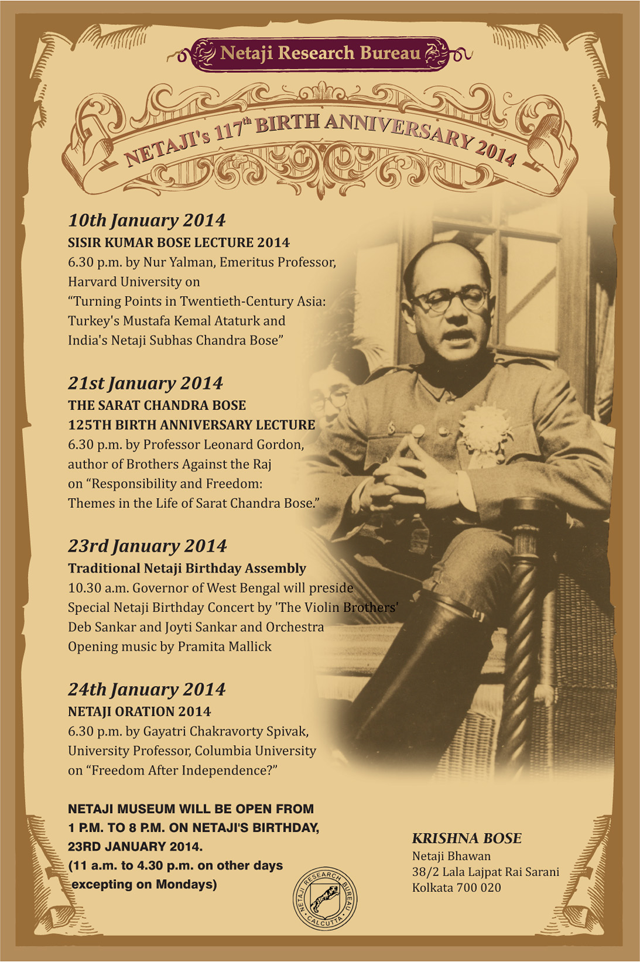 Netaji Research Bureau
NETAJI's 117th BIRTH ANNIVERSARY 2014
10th January 2014
SISIR KUMAR BOSE LECTURE 2014
6.30 p.m. by Nur Yalman, Emeritus Professor,
Harvard University on
“Turning Points in Twentieth-Century Asia:
Turkey's Mustafa Kemal Ataturk and
India's Netaji Subhas Chandra Bose”
21st January 2014
THE SARAT CHANDRA BOSE
125TH BIRTH ANNIVERSARY LECTURE
6.30 p.m. by Professor Leonard Gordon,
author of Brothers Against the Raj
on “Responsibility and Freedom:
Themes in the Life of Sarat Chandra Bose.”
23rd January 2014
Traditional Netaji Birthday Assembly
10.30 a.m. Governor of West Bengal will preside
Special Netaji Birthday Concert by 'The Violin Brothers'
Deb Sankar and Joyti Sankar and Orchestra
Opening music by Pramita Mallick
24th January 2014
NETAJI ORATION 2014
6.30 p.m. by Gayatri Chakravorty Spivak,
University Professor, Columbia University
on “Freedom After Independence?”
NETAJI MUSEUM WILL BE OPEN FROM
1 P.M. TO 8 P.M. ON NETAJI'S BIRTHDAY,
23RD JANUARY 2014.
(11 a.m. to 4.30 p.m. on other days
excepting on Mondays)
KRISHNA BOSE
Netaji Bhawan
38/2 Lala Lajpat Rai Sarani
Kolkata 700 020
NETAJI RESEARCH BUREAU
CALCUTTA